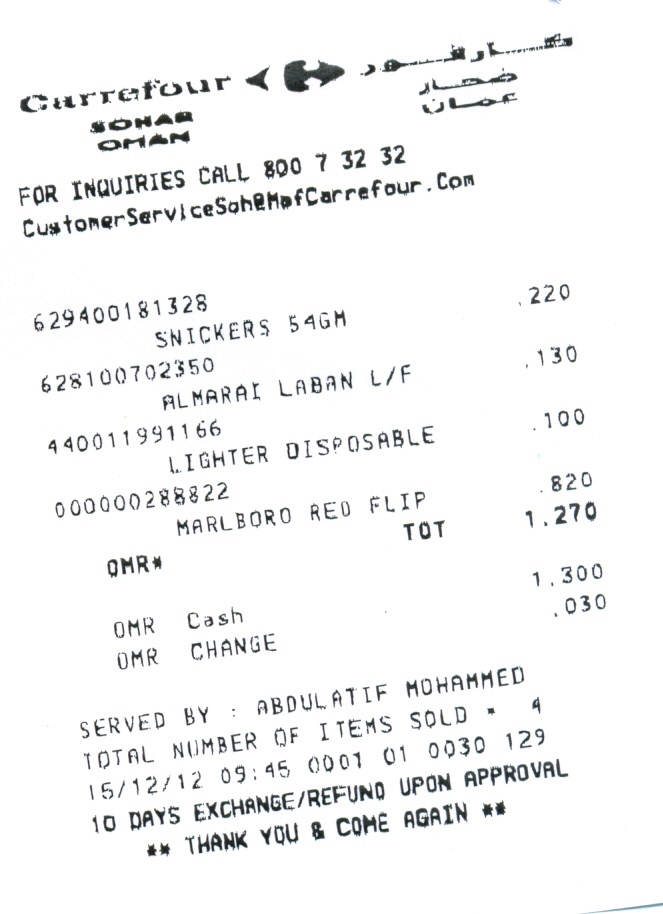 Carrefour كارفور
SOHAR صحار
OMAN عمان
FOR INQUIRIES CALL 800 7 32 32
CustomerServiceSoh@MafCarrefour.Com
629400181328
SNICKERS 54GM .220
628100702350
ALMARAI LABAN L/F .130
440011991166
LIGHTER DISPOSABLE .100
000000288822
MARLBORO RED FLIP .820
OMR* TOT 1.270
OMR Cash 1.300
OMR CHANGE .030
SERVED BY : ABDULATIF MOHAMMED
TOTAL NUMBER OF ITEMS SOLD = 4
15/12/12 09:45 0001 01 0030 129
10 DAYS EXCHANGE/REFUND UPON APPROVAL
** THANK YOU & COME AGAIN **